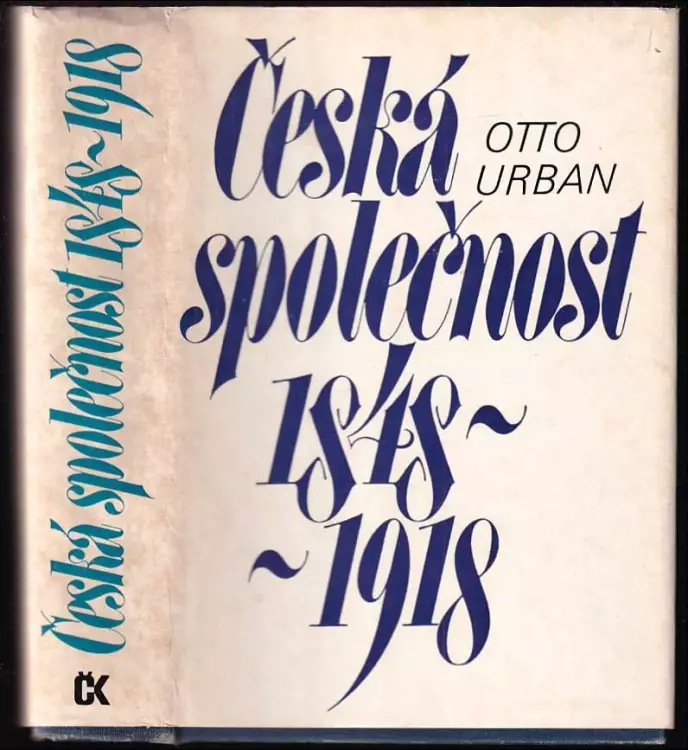 Česká společnost 1848~1918
ČK
Česká
OTTO
URBAN
společnost
1848~
~1918